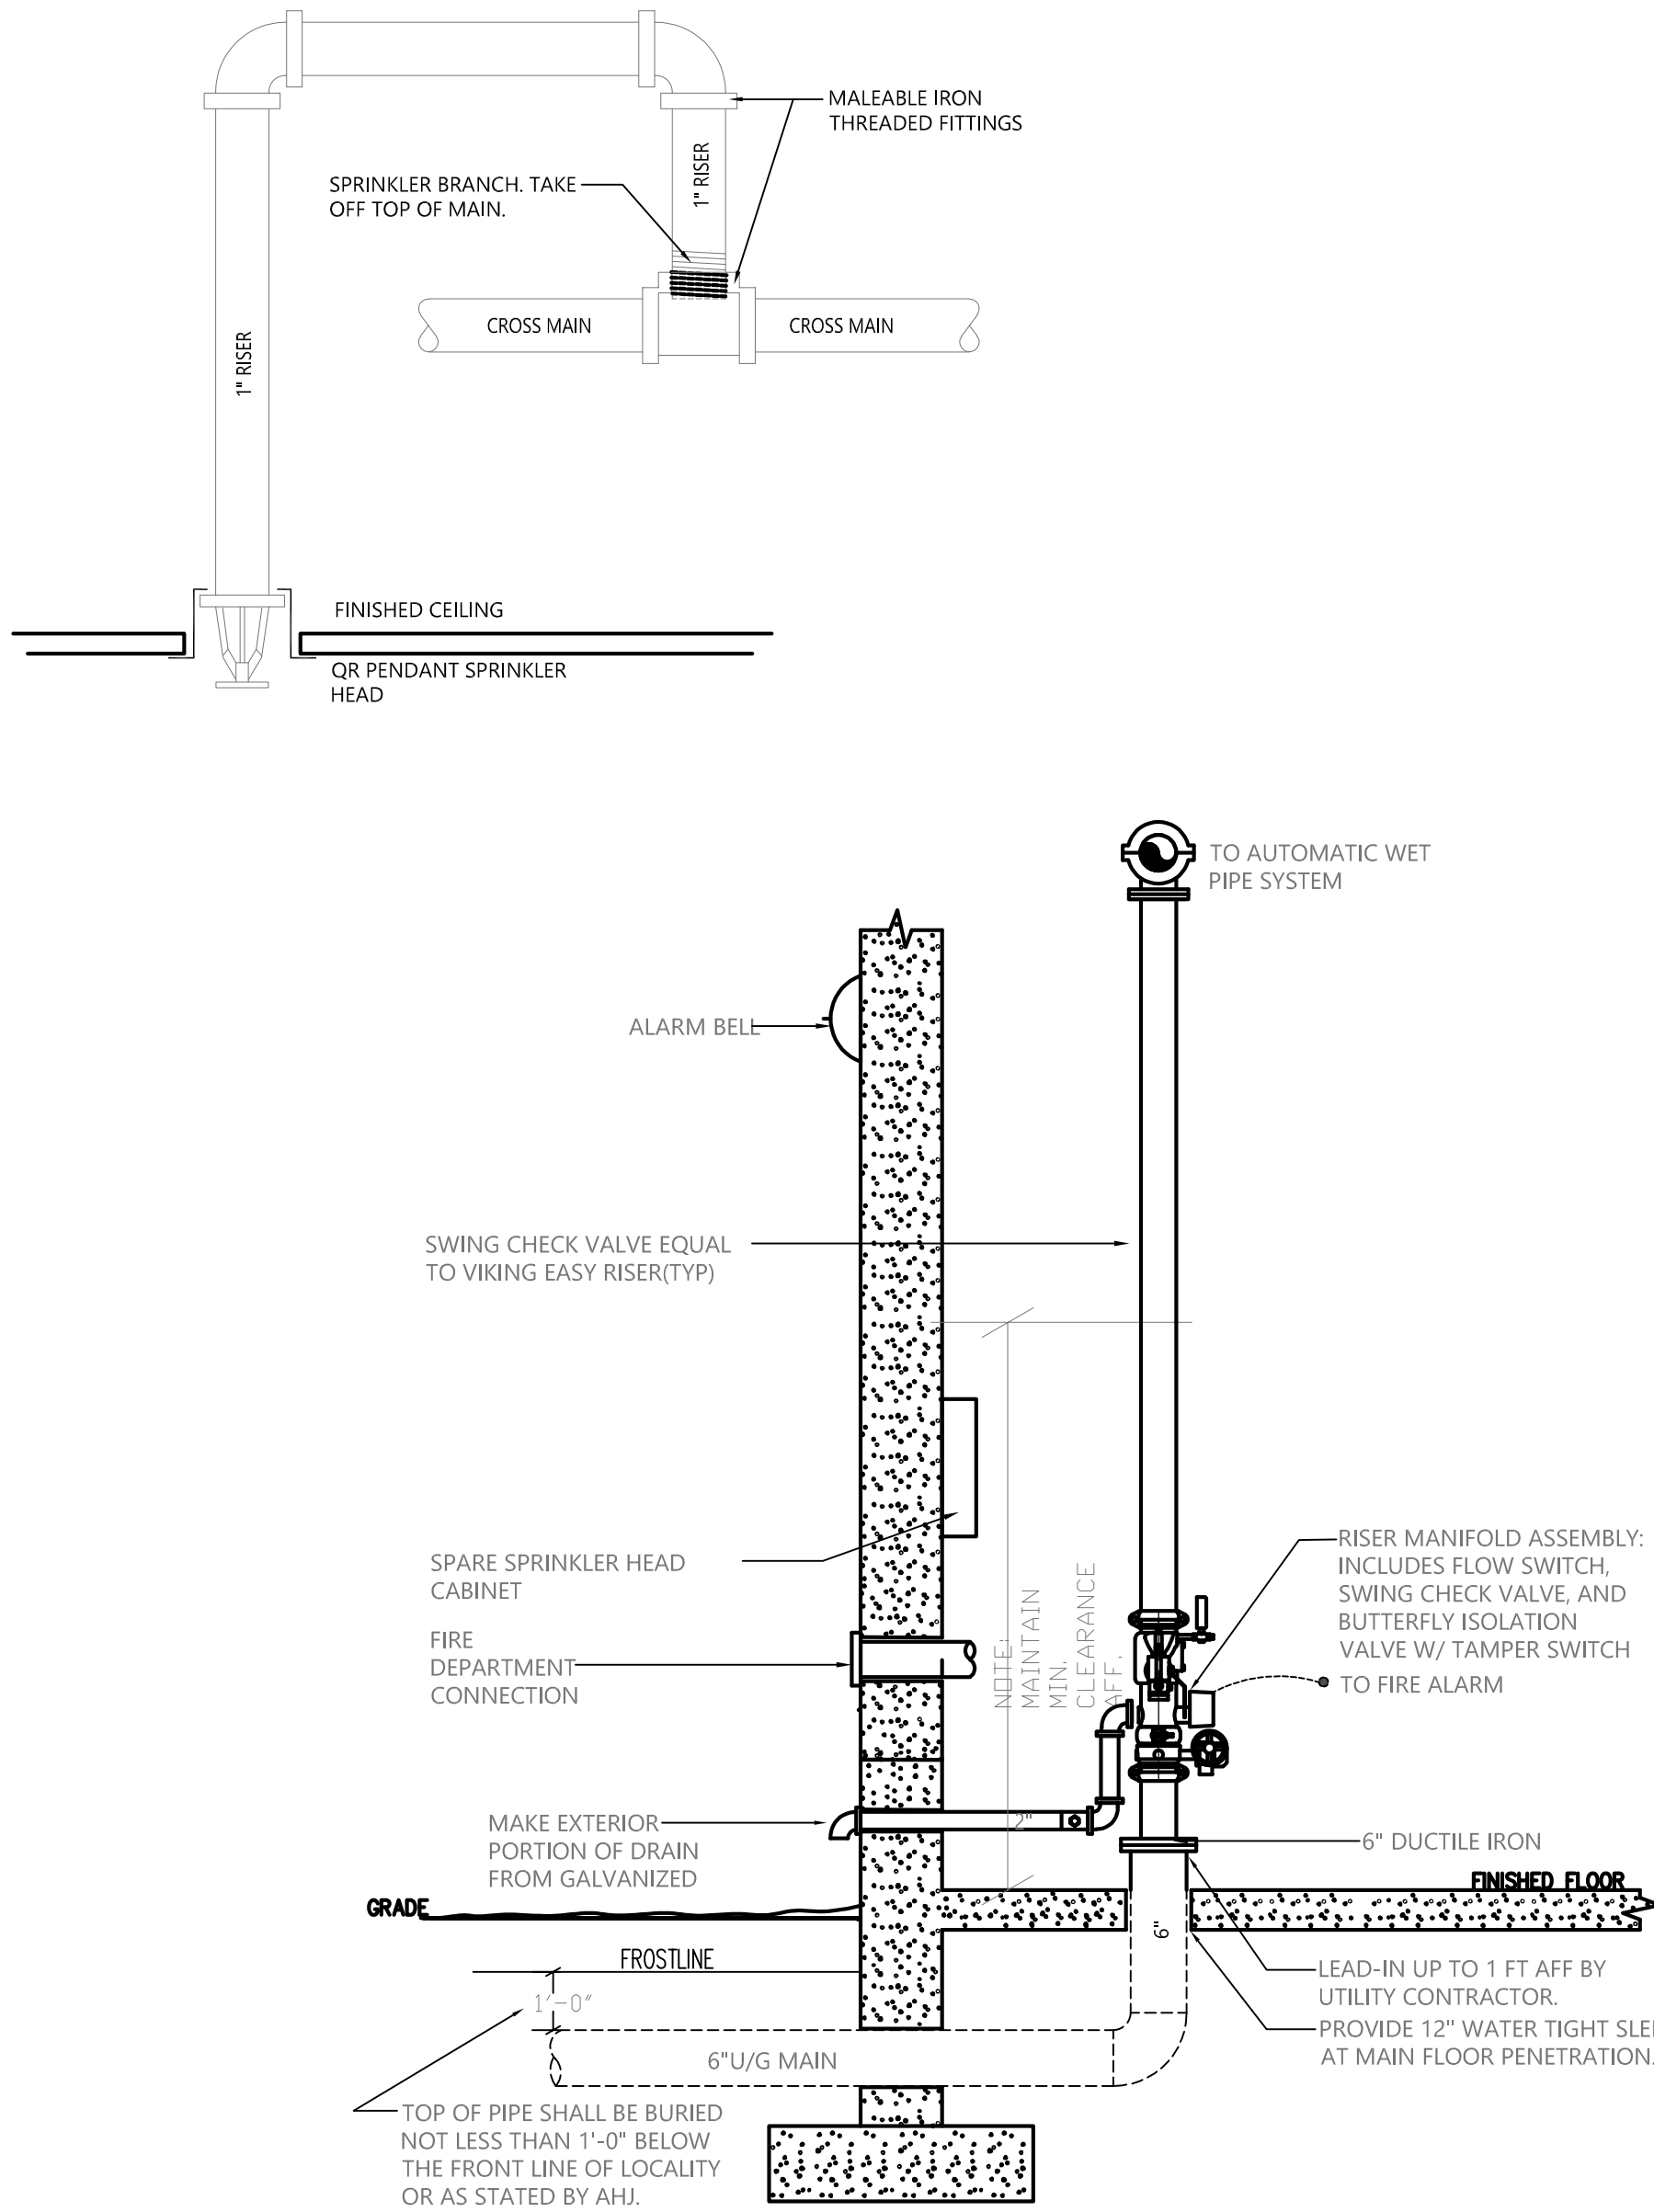 MALEABLE IRON
THREADED FITTINGS
1" RISER
SPRINKLER BRANCH. TAKE
OFF TOP OF MAIN.
CROSS MAIN
CROSS MAIN
1" RISER
FINISHED CEILING
QR PENDANT SPRINKLER
HEAD
TO AUTOMATIC WET
PIPE SYSTEM
ALARM BELL
SWING CHECK VALVE EQUAL
TO VIKING EASY RISER(TYP)
SPARE SPRINKLER HEAD
CABINET
FIRE
DEPARTMENT
CONNECTION
NOTE:
MAINTAIN
MIN.
CLEARANCE
AFF.
RISER MANIFOLD ASSEMBLY:
INCLUDES FLOW SWITCH,
SWING CHECK VALVE, AND
BUTTERFLY ISOLATION
VALVE W/ TAMPER SWITCH
TO FIRE ALARM
MAKE EXTERIOR
PORTION OF DRAIN
FROM GALVANIZED
2"
6" DUCTILE IRON
FINISHED FLOOR
GRADE
6"
FROSTLINE
1'-0"
LEAD-IN UP TO 1 FT AFF BY
UTILITY CONTRACTOR.
PROVIDE 12" WATER TIGHT
AT MAIN FLOOR PENETRATION.
6"U/G MAIN
TOP OF PIPE SHALL BE BURIED
NOT LESS THAN 1'-0" BELOW
THE FRONT LINE OF LOCALITY
OR AS STATED BY AHJ.